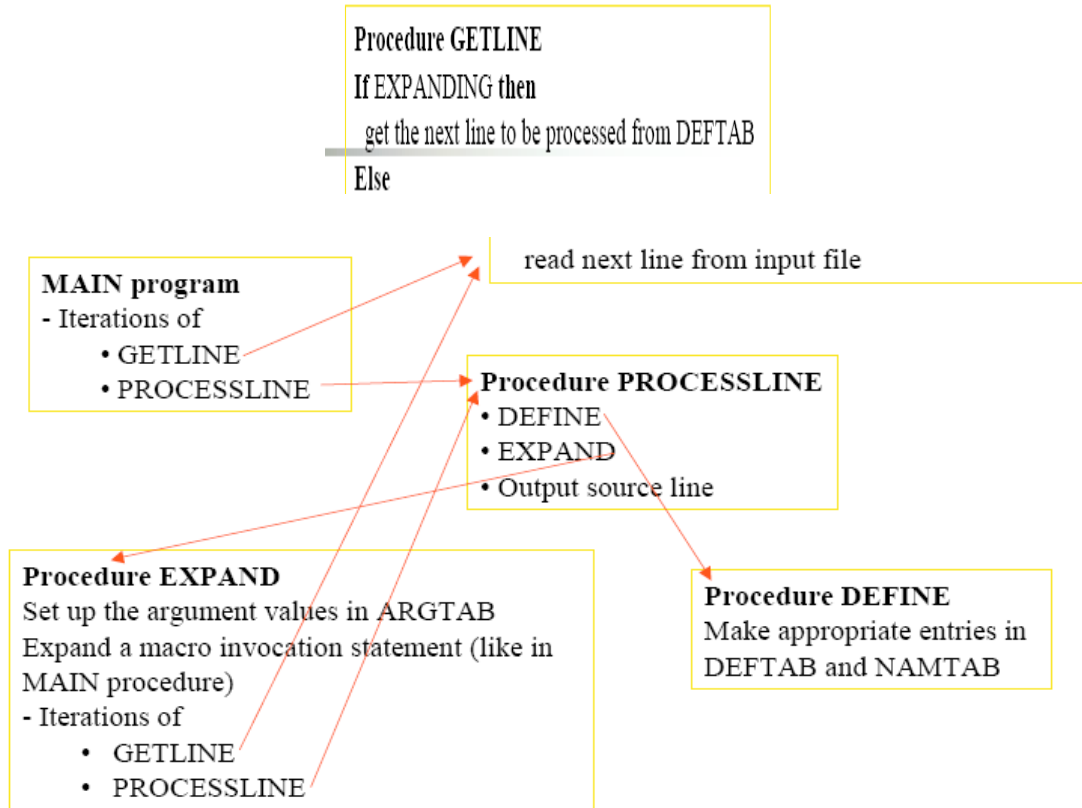 Procedure GETLINE
If EXPANDING then
get the next line to be processed from DEFTAB
Else
read next line from input file
MAIN program
- Iterations of
• GETLINE
• PROCESSLINE
Procedure PROCESSLINE
• DEFINE
• EXPAND
• Output source line
Procedure EXPAND
Set up the argument values in ARGTAB
Expand a macro invocation statement (like in
MAIN procedure)
- Iterations of
• GETLINE
• PROCESSLINE
Procedure DEFINE
Make appropriate entries in
DEFTAB and NAMTAB